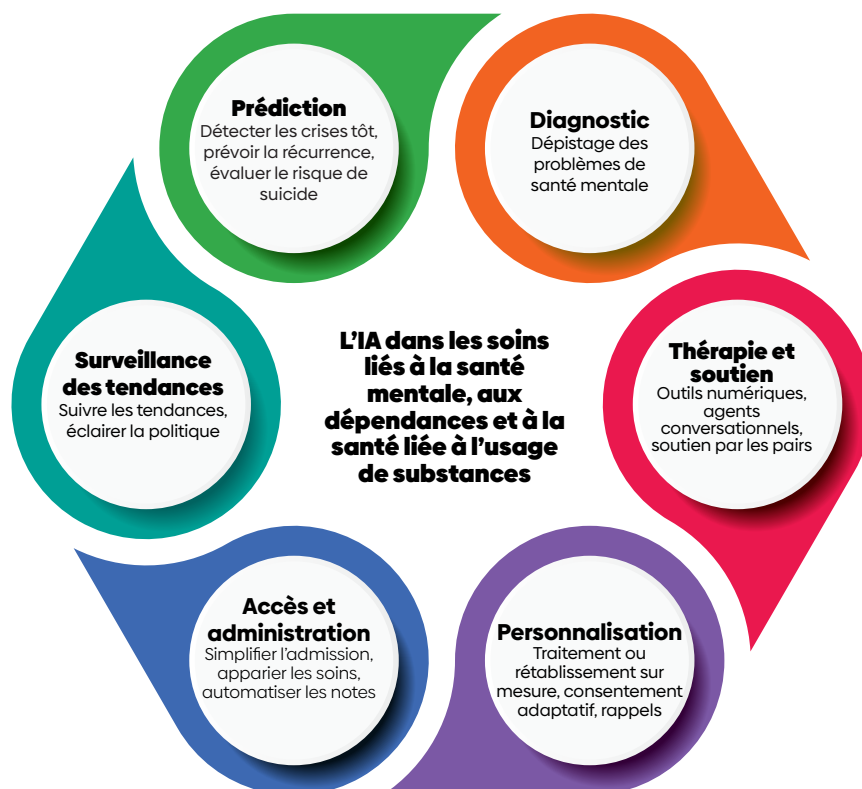 Prédiction
Détecter les crises tôt,
prévoir la récurrence,
évaluer le risque de
suicide
Diagnostic
Dépistage des
problèmes de
santé mentale
Surveillance
des tendances
Suivre les tendances,
éclairer la politique
L’IA dans les soins
liés à la santé
mentale, aux
dépendances et à la
santé liée à l’usage
de substances
Thérapie et
soutien
Outils numériques,
agents
conversationnels,
soutien par les pairs
Accès et
administration
Simplifier l’admission,
apparier les soins,
automatiser les notes
Personnalisation
Traitement ou
rétablissement sur
mesure, consentement
adaptatif, rappels